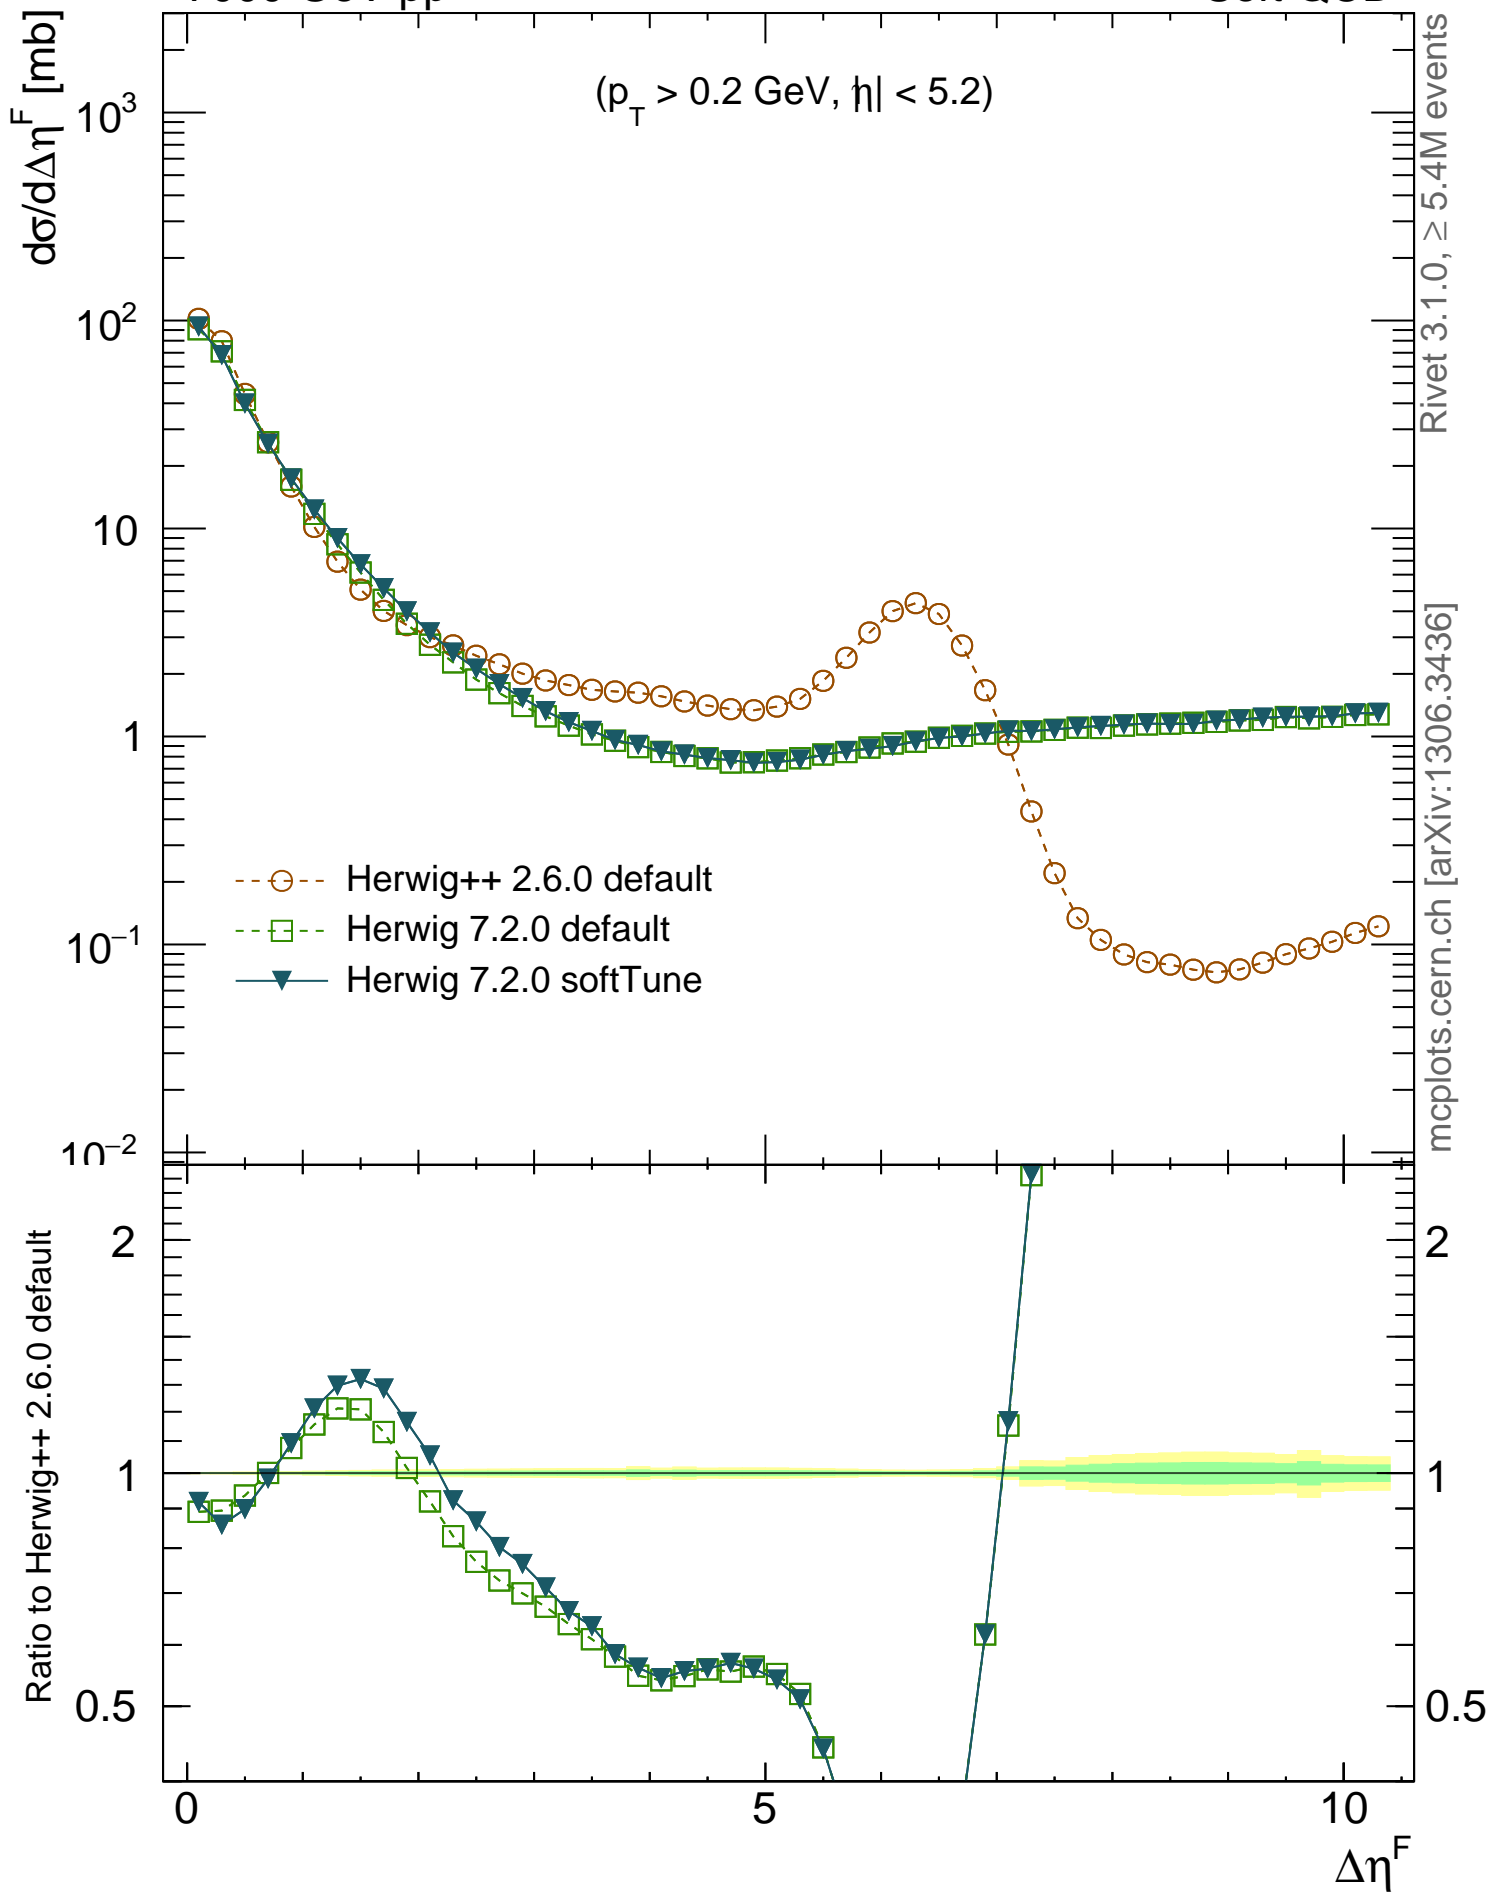 (p_T > 0.2 GeV, |η| < 5.2)
dσ/dΔη^F [mb]
10^3
10^2
10
1
10^−1
10^−2
Herwig++ 2.6.0 default
Herwig 7.2.0 default
Herwig 7.2.0 softTune
Rivet 3.1.0, ≥ 5.4M events
mcplots.cern.ch [arXiv:1306.3436]
Ratio to Herwig++ 2.6.0 default
2
1
0.5
2
1
0.5
0 5 10
Δη^F